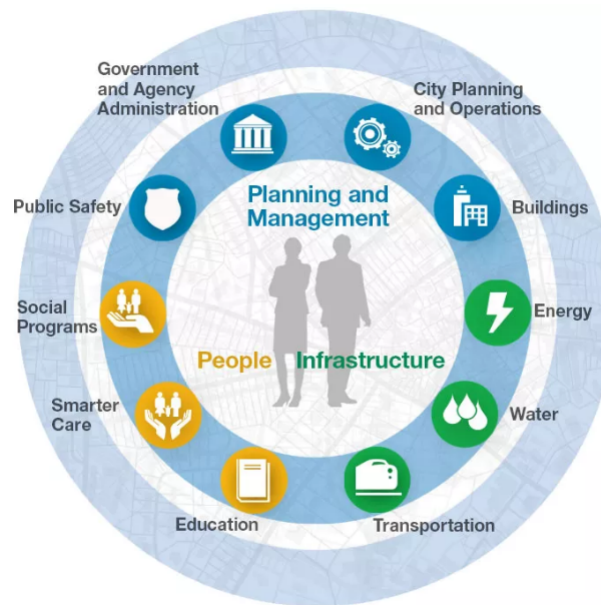 Government
and Agency
Administration
City Planning
and Operations
Public Safety
Planning and
Management
Buildings
Social
Programs
Energy
People
Infrastructure
Smarter
Care
Water
Education
Transportation